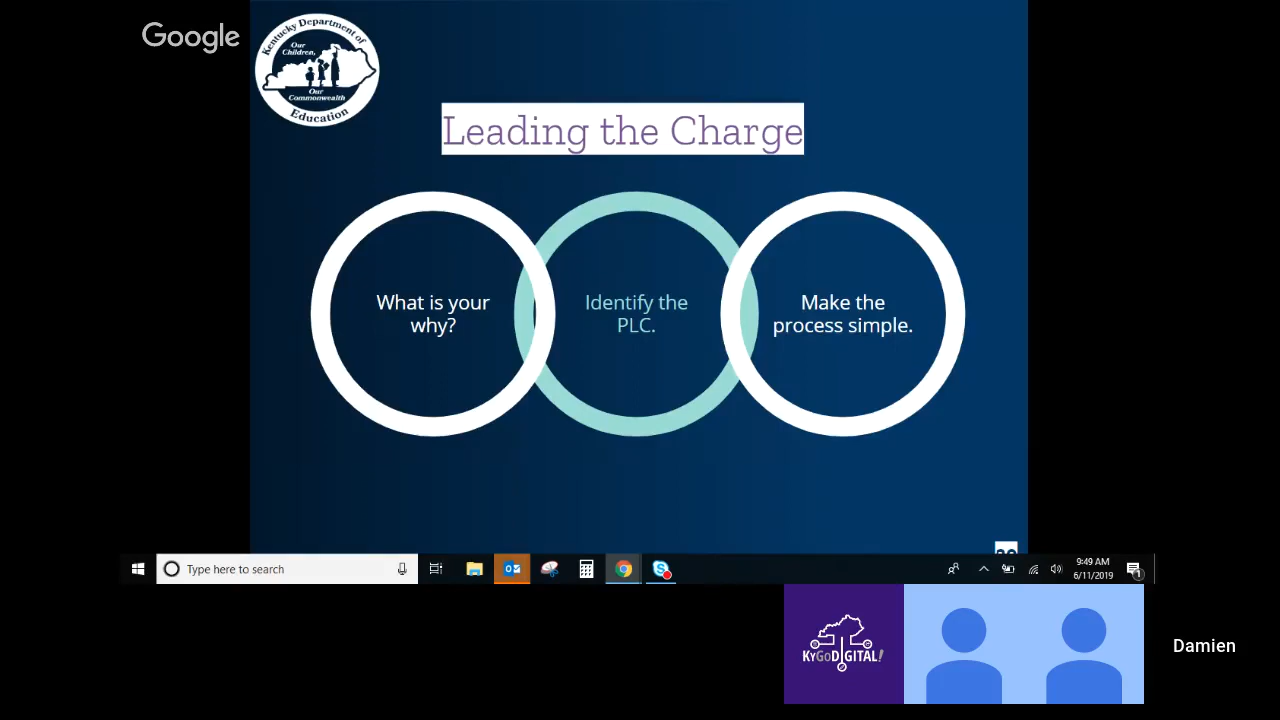 Google
Kentucky Department of
Our
Children,
Our
Commonwealth
Education
Leading the Charge
What is your
why?
Identify the
PLC.
Make the
process simple.
Type here to search
9:49 AM
6/11/2019
1
KYGODIGITAL!
Damien